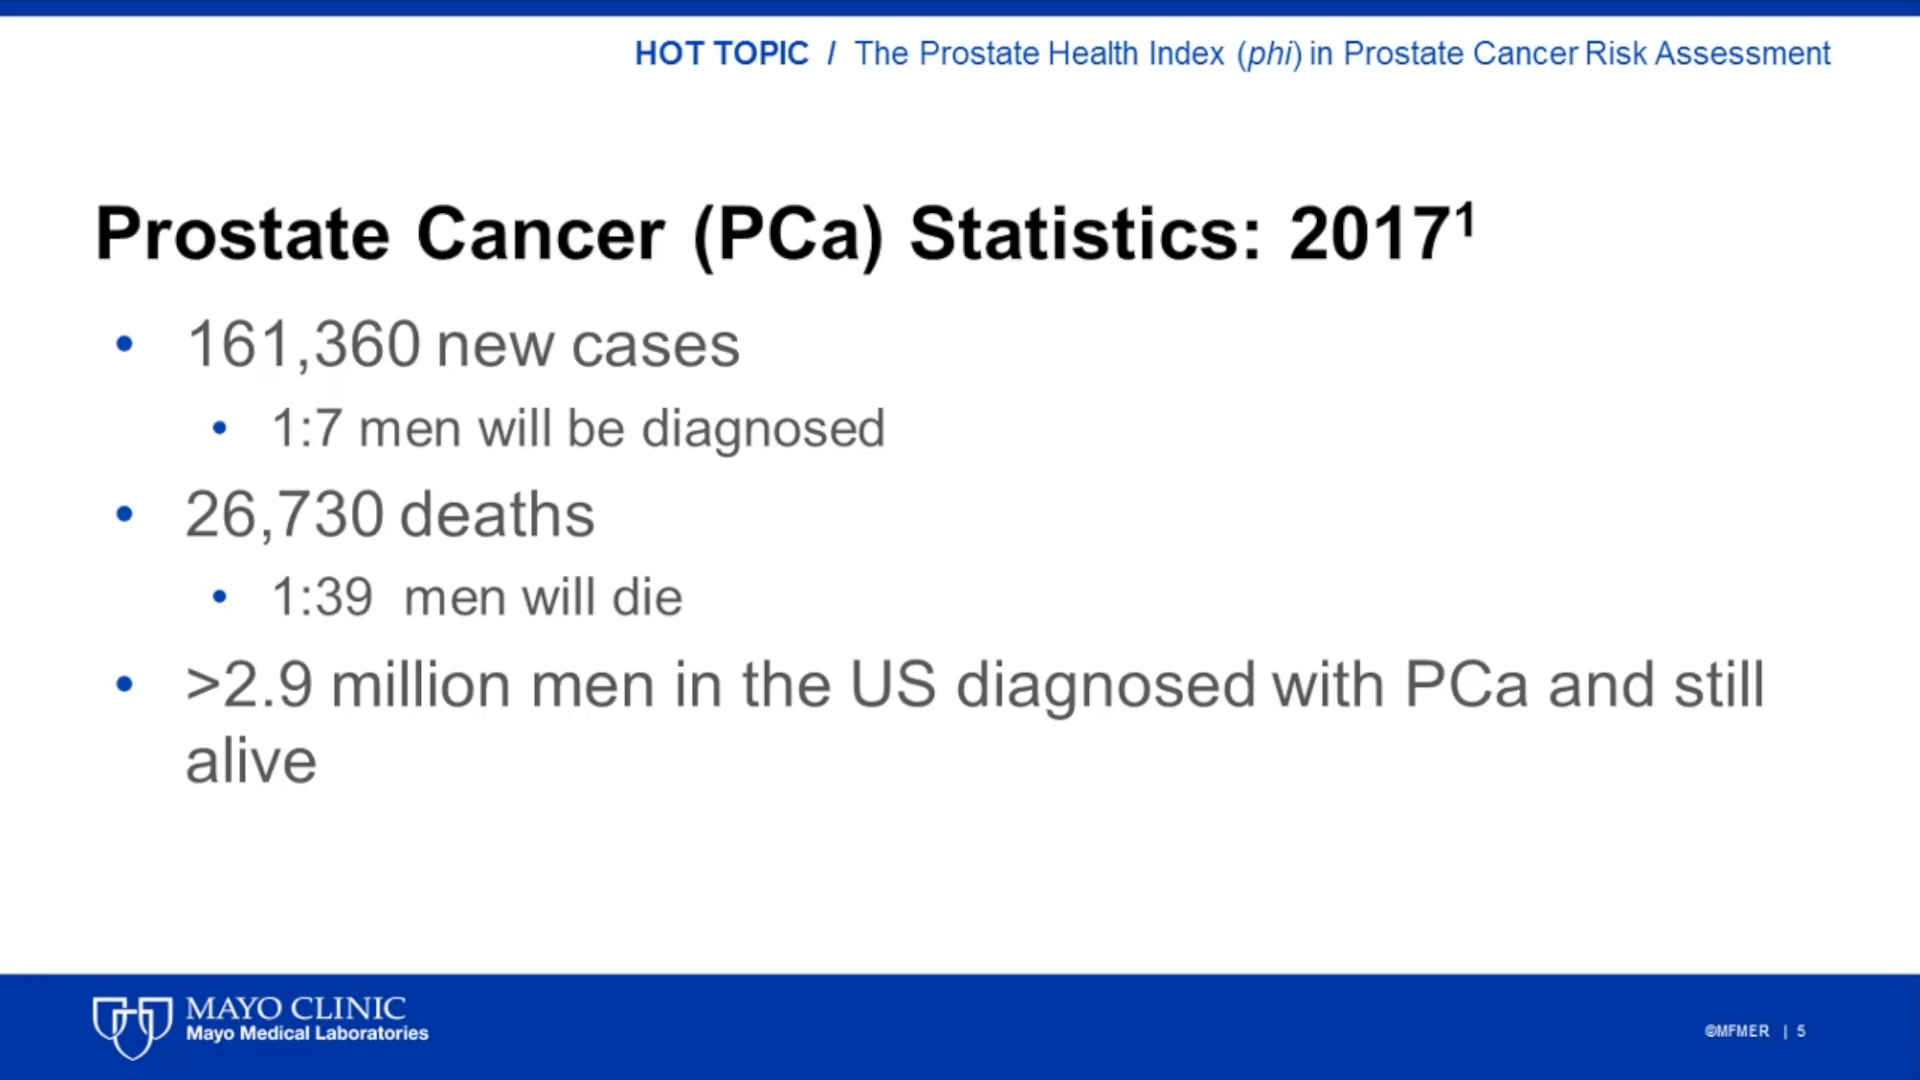 HOT TOPIC / The Prostate Health Index (phi) in Prostate Cancer Risk Assessment
Prostate Cancer (PCa) Statistics: 2017¹
• 161,360 new cases
• 1:7 men will be diagnosed
• 26,730 deaths
• 1:39 men will die
• >2.9 million men in the US diagnosed with PCa and still
alive
MAYO CLINIC
Mayo Medical Laboratories
©MFMER | 5